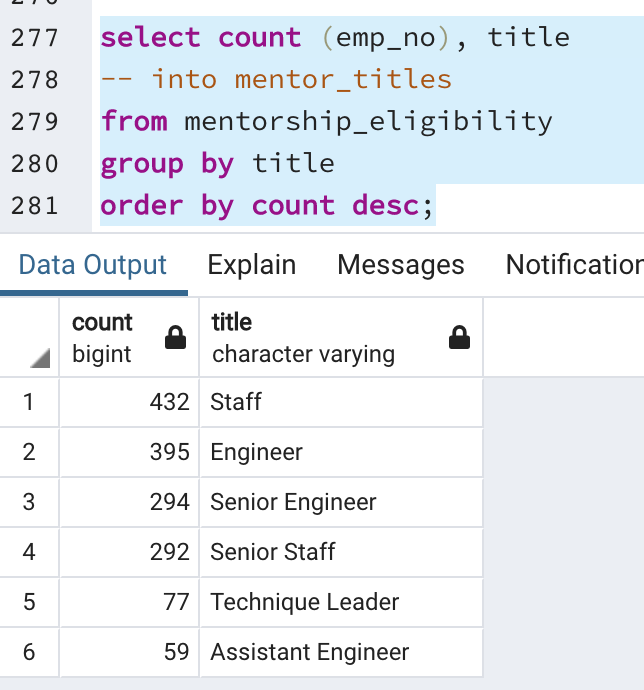 277 select count (emp_no), title
278 -- into mentor_titles
279 from mentorship_eligibility
280 group by title
281 order by count desc;
Data Output Explain Messages
count title
bigint character varying
1 432 Staff
2 395 Engineer
3 294 Senior Engineer
4 292 Senior Staff
5 77 Technique Leader
6 59 Assistant Engineer